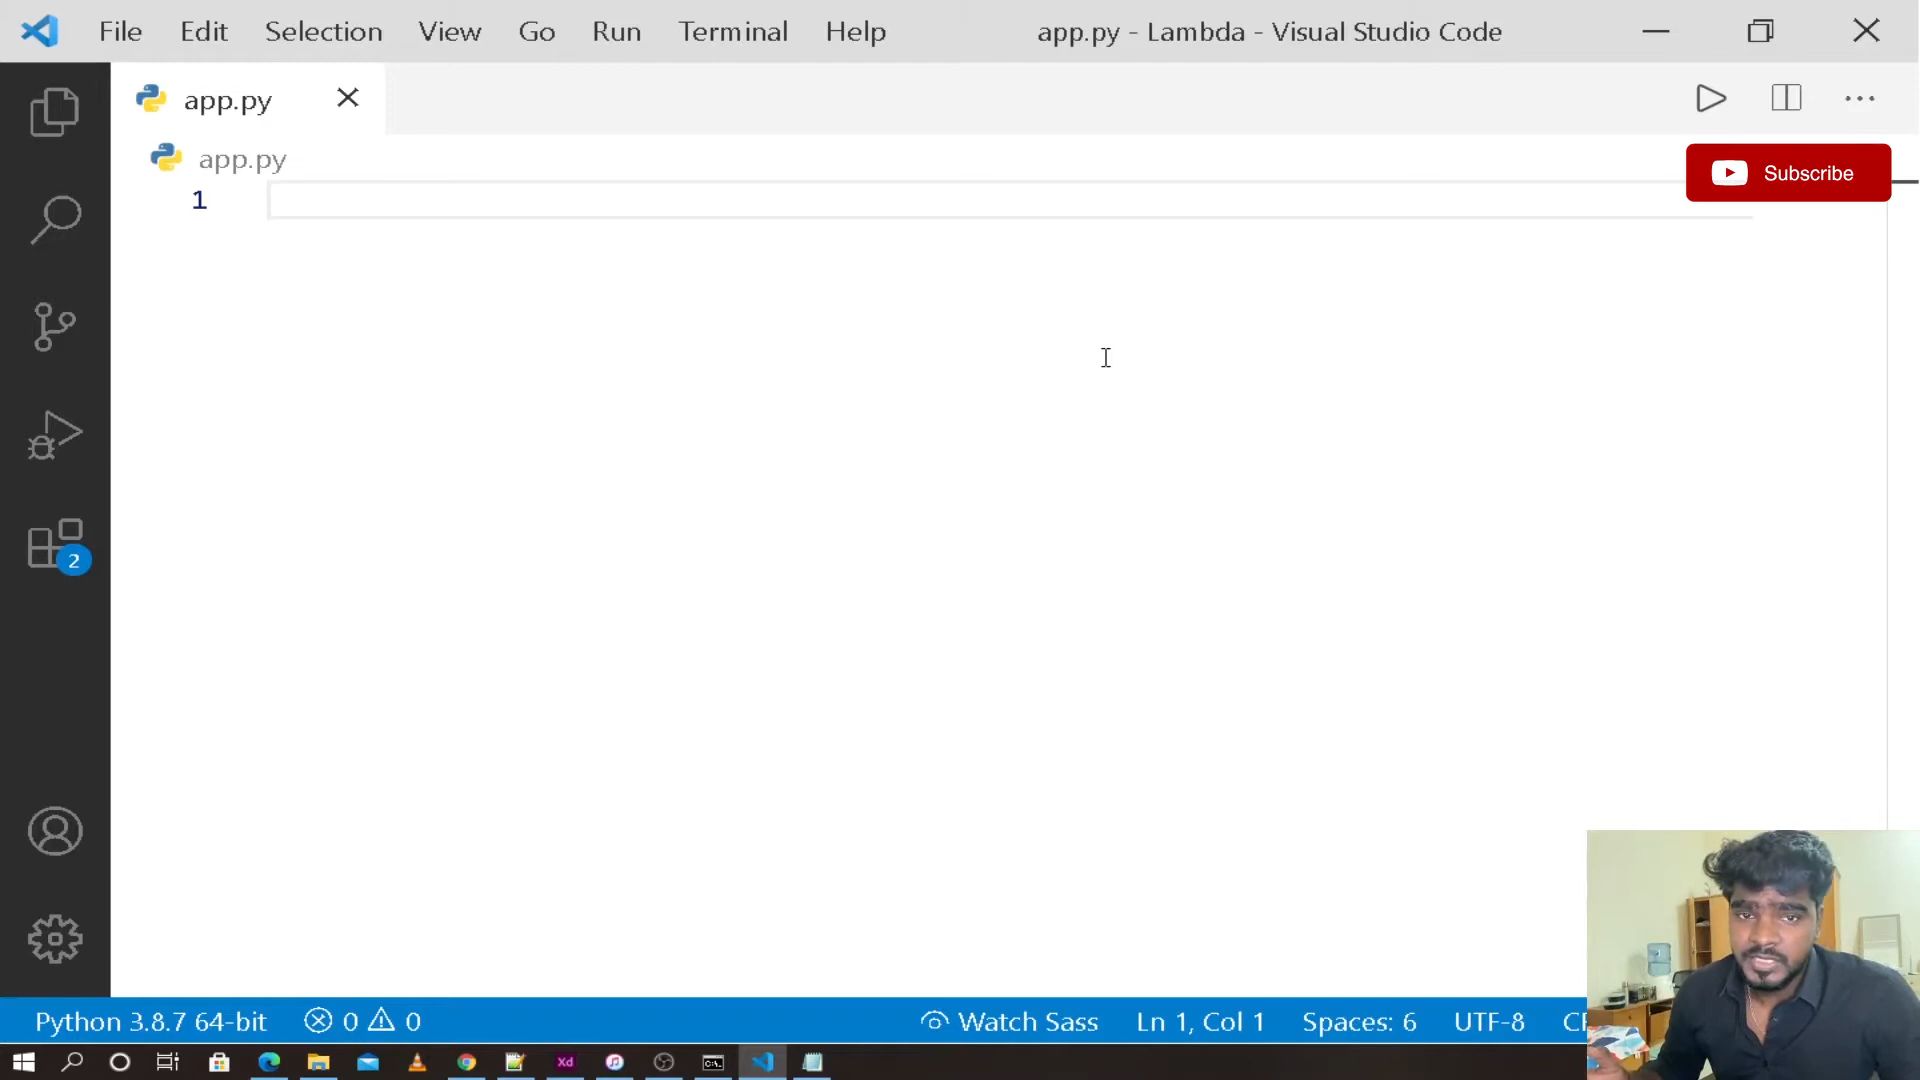 File Edit Selection View Go Run Terminal Help app.py - Lambda - Visual Studio Code
app.py
app.py
Subscribe
1
2
Python 3.8.7 64-bit 0 0 Watch Sass Ln 1, Col 1 Spaces: 6 UTF-8
Xd